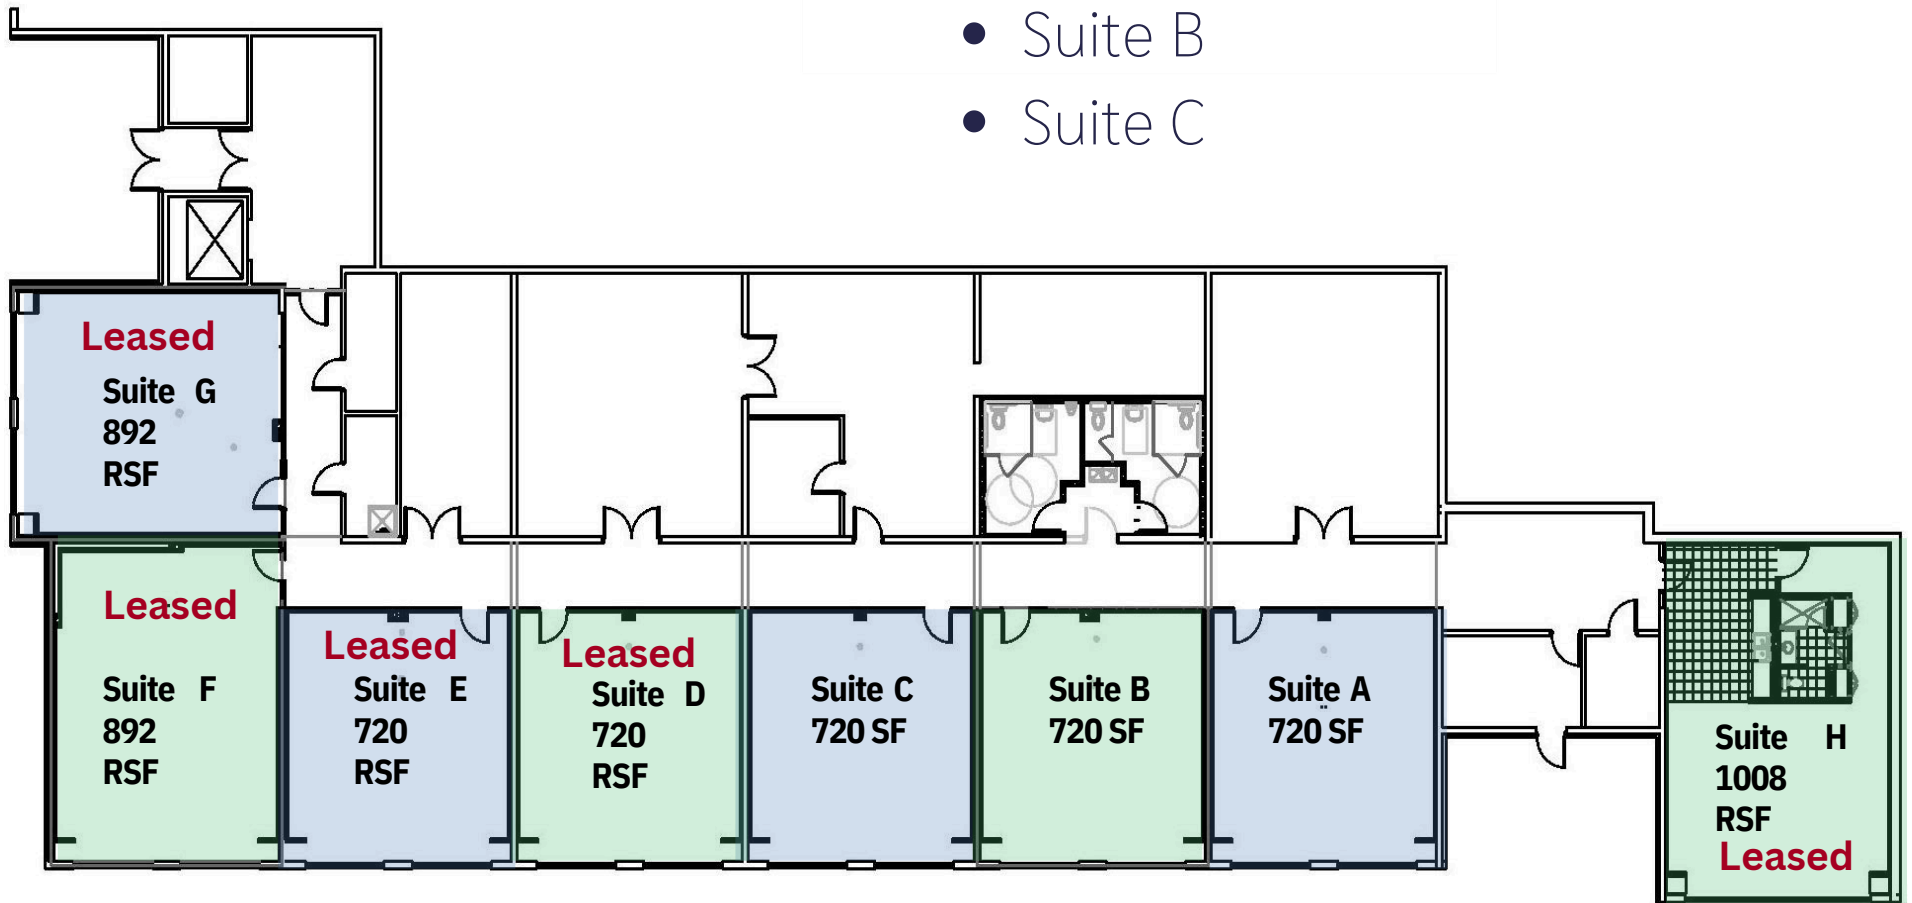 • Suite B
• Suite C
Leased
Suite G
892
RSF
Leased
Suite F
892
RSF
Leased
Suite E
720
RSF
Leased
Suite D
720
RSF
Suite C
720 SF
Suite B
720 SF
Suite A
720 SF
Suite H
1008
RSF
Leased